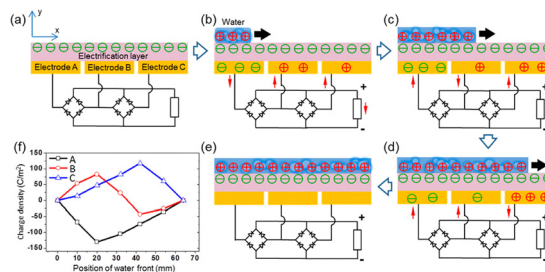 (a)
y
x
Electrification layer
Electrode A Electrode B Electrode C
(b)
Water
+
-
(c)
+
-
(f)
Charge density (C/m²)
150
100
50
0
-50
-100
-150
A
B
C
0 10 20 30 40 50 60 70
Position of water front (mm)
(e)
+
-
(d)
+
-